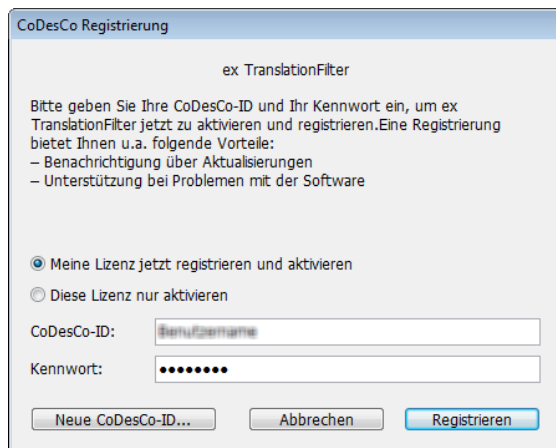 CoDesCo Registrierung
ex TranslationFilter
Bitte geben Sie Ihre CoDesCo-ID und Ihr Kennwort ein, um ex
TranslationFilter jetzt zu aktivieren und registrieren.Eine Registrierung
bietet Ihnen u.a. folgende Vorteile:
– Benachrichtigung über Aktualisierungen
– Unterstützung bei Problemen mit der Software
Meine Lizenz jetzt registrieren und aktivieren
Diese Lizenz nur aktivieren
CoDesCo-ID: Benutzername
Kennwort: ••••••••
Neue CoDesCo-ID... Abbrechen Registrieren